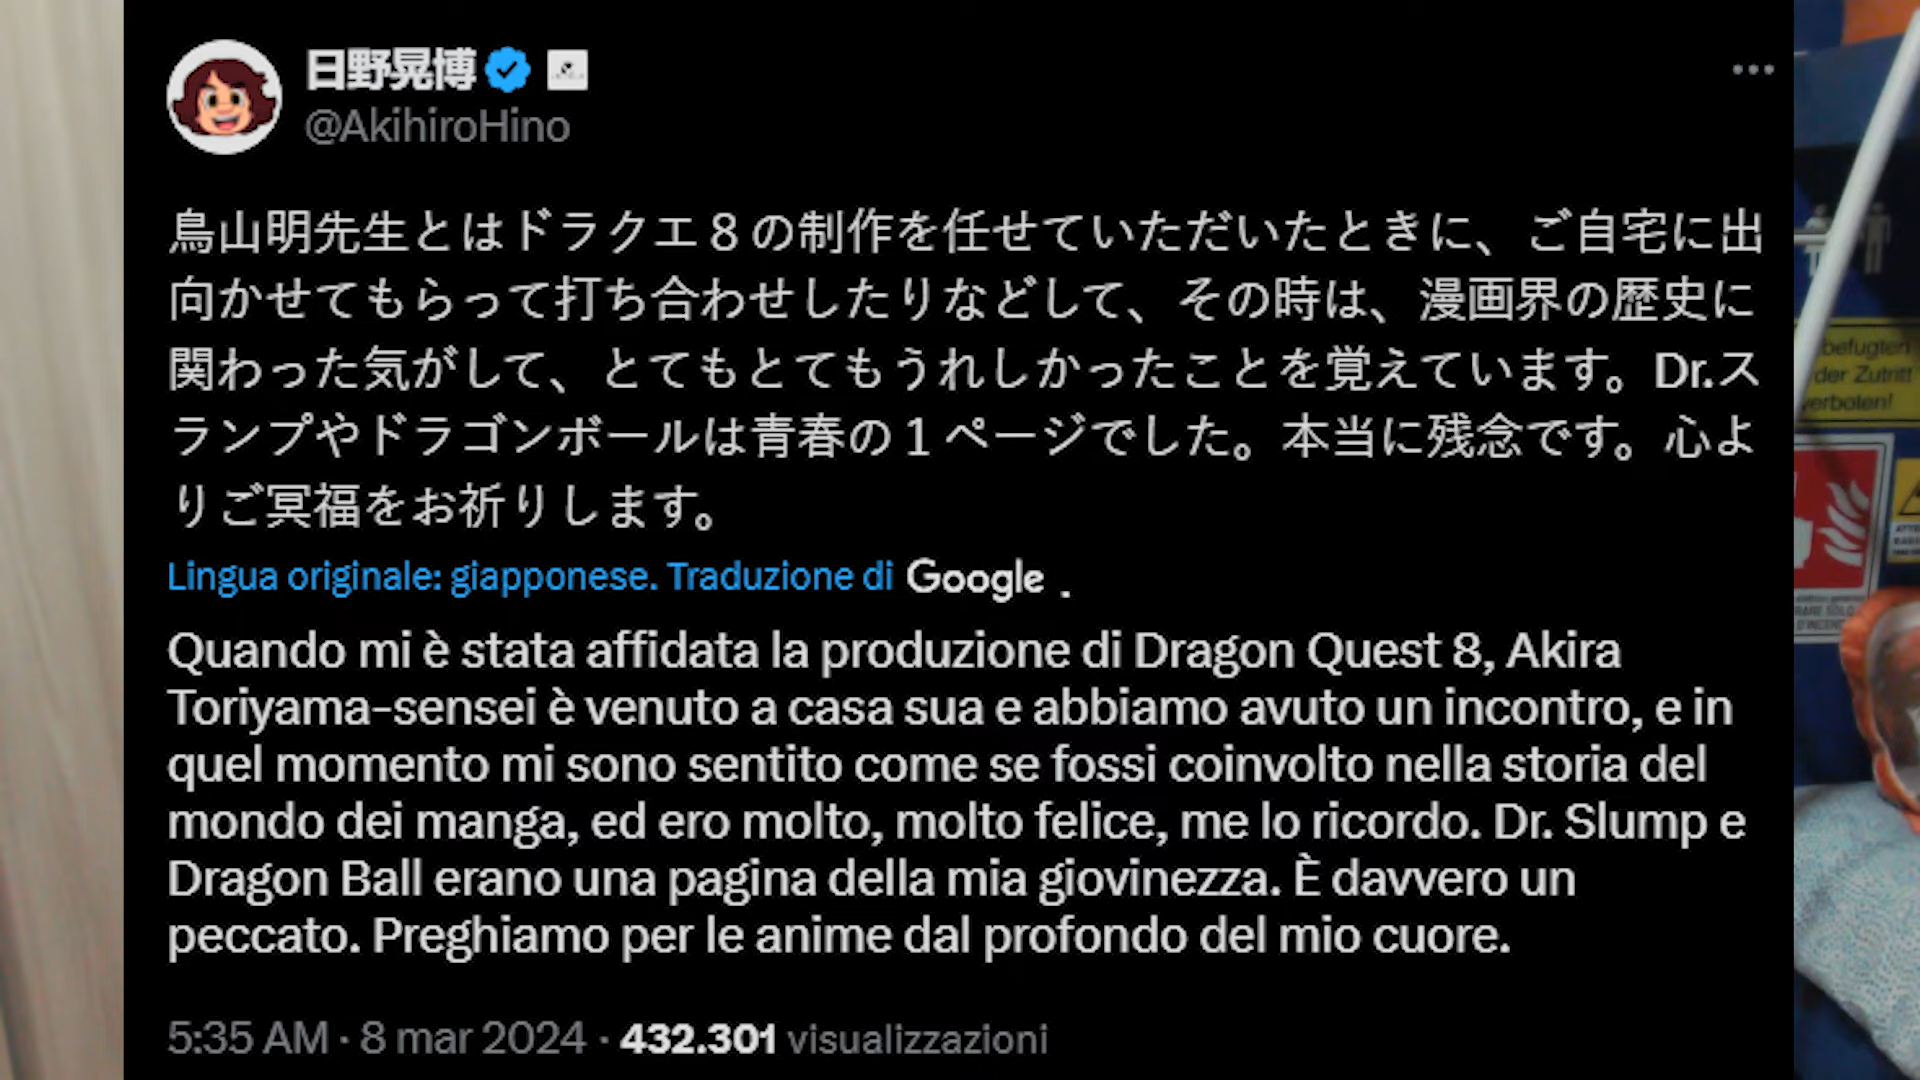 日野晃博
@AkihiroHino
鳥山明先生とはドラクエ8の制作を任せていただいたときに、ご自宅に出
向かせてもらって打ち合わせしたりなどして、その時は、漫画界の歴史に
関わった気がして、とてもとてもうれしかったことを覚えています。Dr.ス
ランプやドラゴンボールは青春の1ページでした。本当に残念です。心よ
りご冥福をお祈りします。
Lingua originale: giapponese. Traduzione di Google .
Quando mi è stata affidata la produzione di Dragon Quest 8, Akira
Toriyama-sensei è venuto a casa sua e abbiamo avuto un incontro, e in
quel momento mi sono sentito come se fossi coinvolto nella storia del
mondo dei manga, ed ero molto, molto felice, me lo ricordo. Dr. Slump e
Dragon Ball erano una pagina della mia giovinezza. È davvero un
peccato. Preghiamo per le anime dal profondo del mio cuore.
5:35 AM · 8 mar 2024 · 432.301 visualizzazioni
befugten
der Zutritt
verboten!